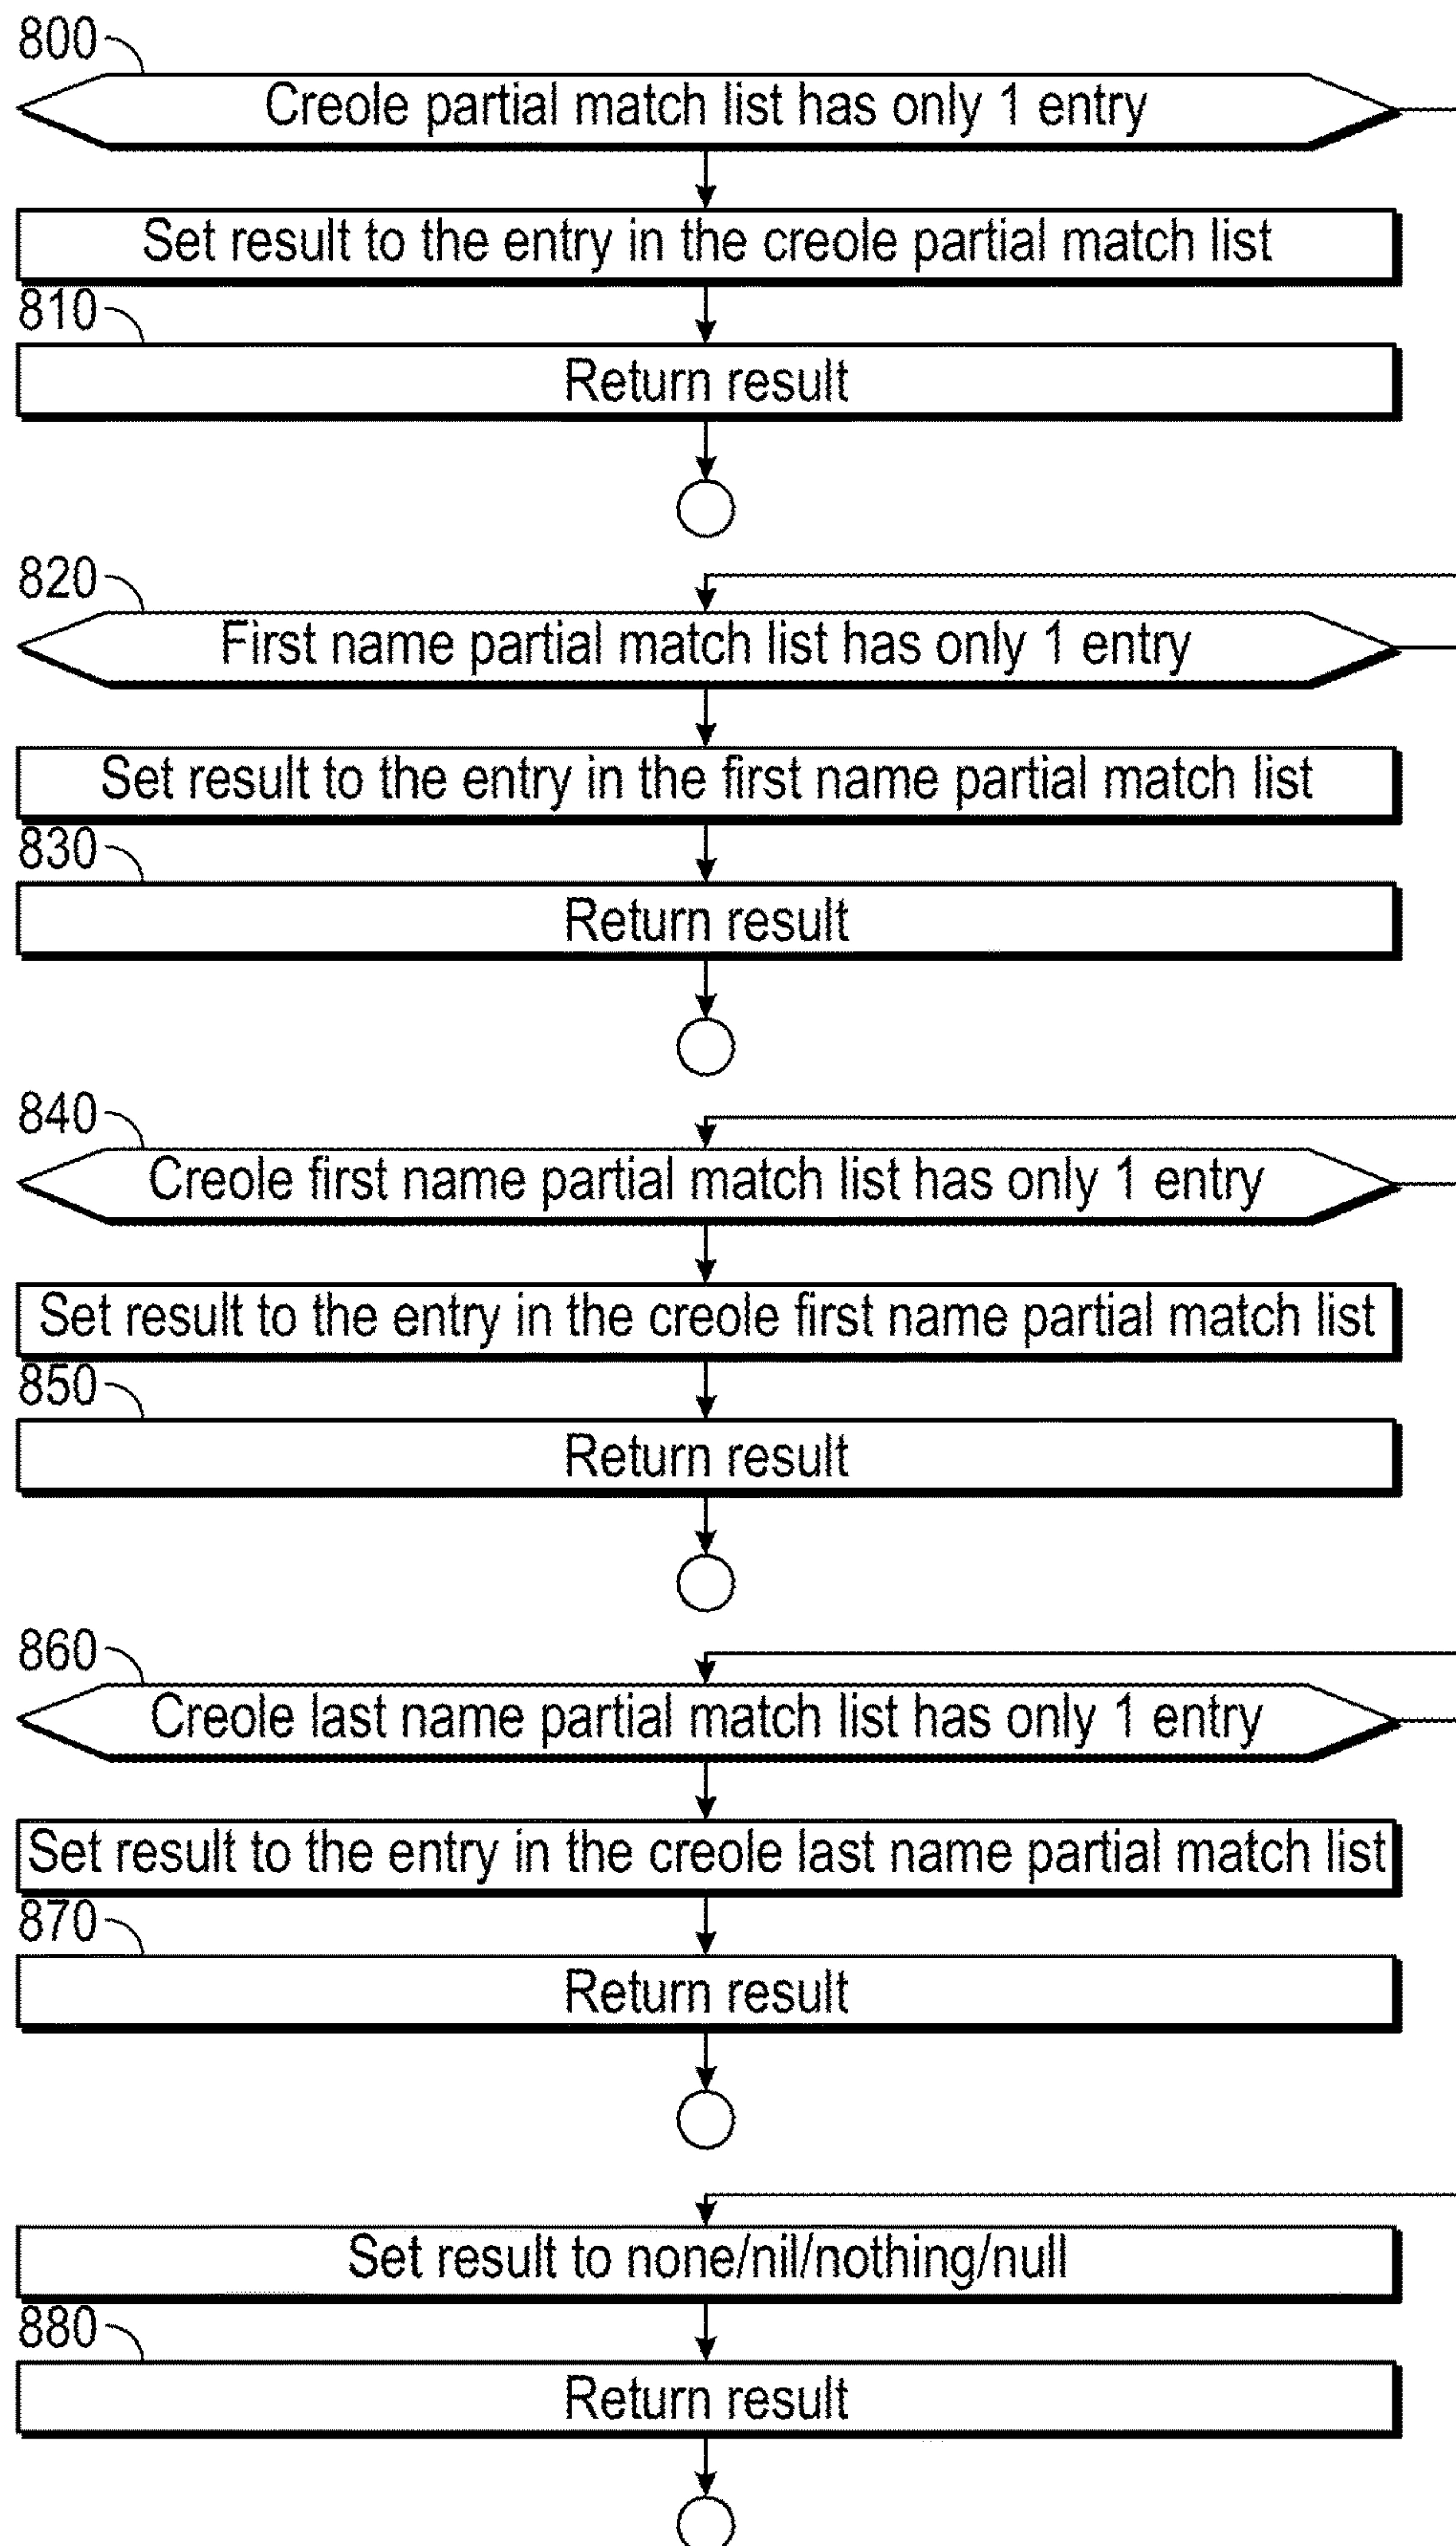 800
Creole partial match list has only 1 entry
Set result to the entry in the creole partial match list
810
Return result
820
First name partial match list has only 1 entry
Set result to the entry in the first name partial match list
830
Return result
840
Creole first name partial match list has only 1 entry
Set result to the entry in the creole first name partial match list
850
Return result
860
Creole last name partial match list has only 1 entry
Set result to the entry in the creole last name partial match list
870
Return result
Set result to none/nil/nothing/null
880
Return result